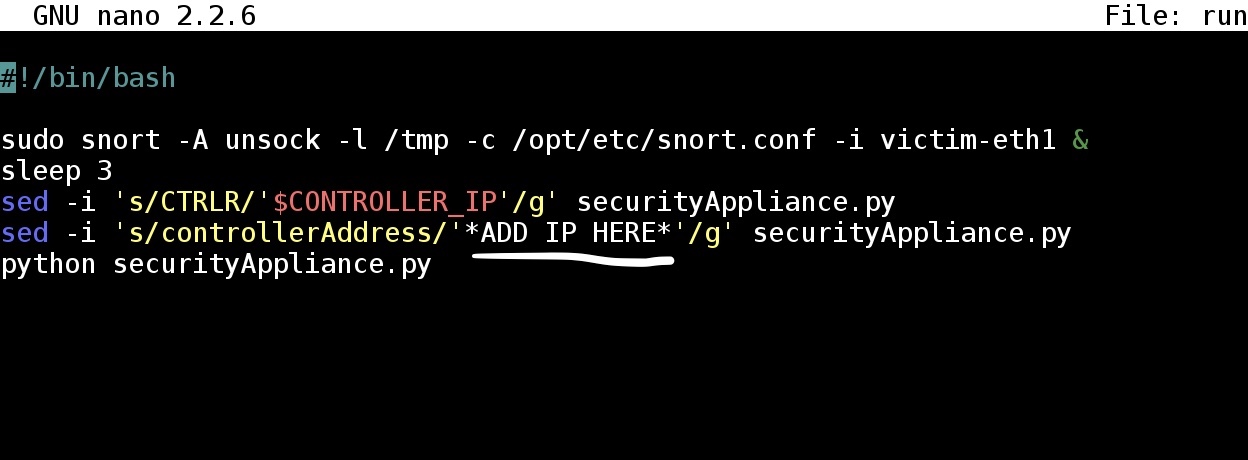 GNU nano 2.2.6 File: run
#!/bin/bash
sudo snort -A unsock -l /tmp -c /opt/etc/snort.conf -i victim-eth1 &
sleep 3
sed -i 's/CTRLR/'$CONTROLLER_IP'/g' securityAppliance.py
sed -i 's/controllerAddress/'*ADD IP HERE*'/g' securityAppliance.py
python securityAppliance.py